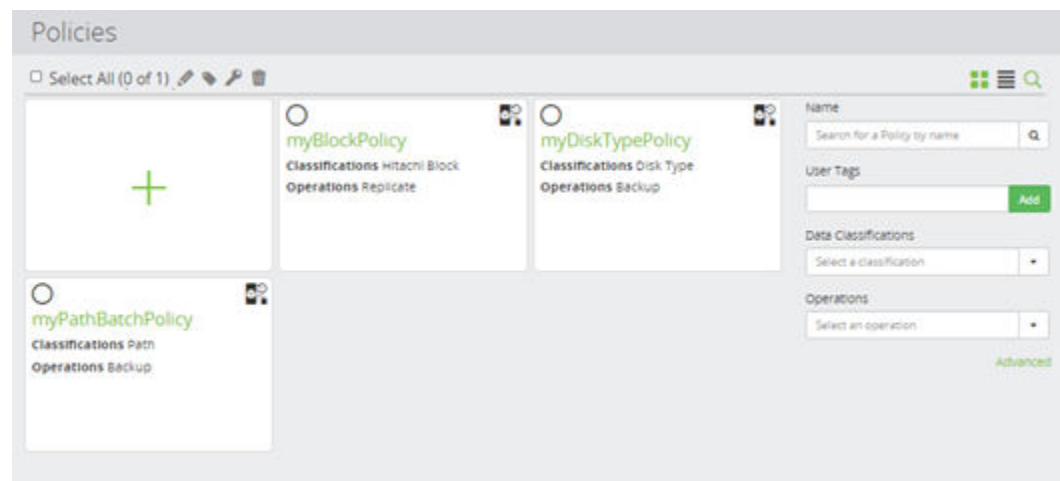 Policies
Select All (0 of 1)
myBlockPolicy
Classifications Hitachi Block
Operations Replicate
myDiskTypePolicy
Classifications Disk Type
Operations Backup
myPathBatchPolicy
Classifications Path
Operations Backup
Name
Search for a Policy by name
User Tags
Add
Data Classifications
Select a classification
Operations
Select an operation
Advanced